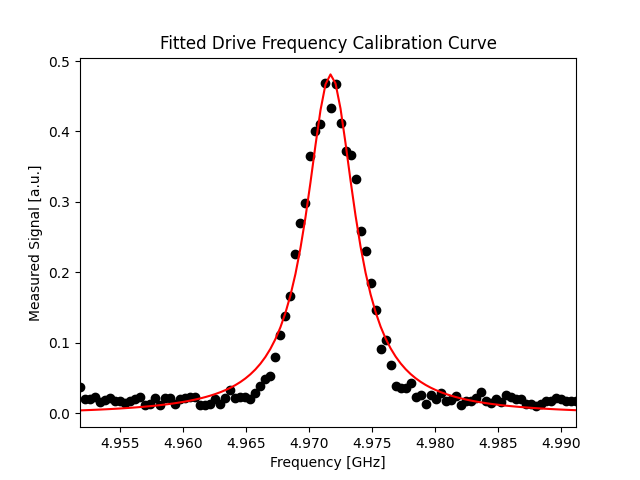 Fitted Drive Frequency Calibration Curve
Measured Signal [a.u.]
0.5
0.4
0.3
0.2
0.1
0.0
4.955 4.960 4.965 4.970 4.975 4.980 4.985 4.990
Frequency [GHz]